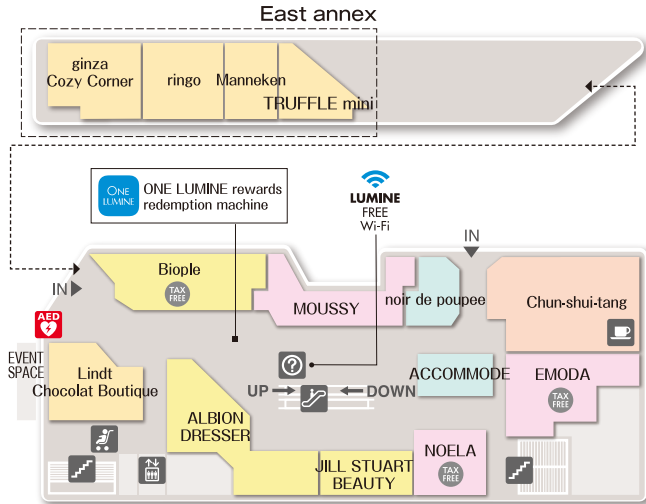 East annex
ginza
Cozy Corner
ringo
Manneken
TRUFFLE mini
ONE
LUMINE
ONE LUMINE rewards
redemption machine
LUMINE
FREE
Wi-Fi
IN
IN
Biople
TAX
FREE
MOUSSY
noir de poupee
Chun-shui-tang
AED
EVENT
SPACE
Lindt
Chocolat Boutique
?
UP
DOWN
ACCOMMODE
EMODA
TAX
FREE
ALBION
DRESSER
JILL STUART
BEAUTY
NOELA
TAX
FREE